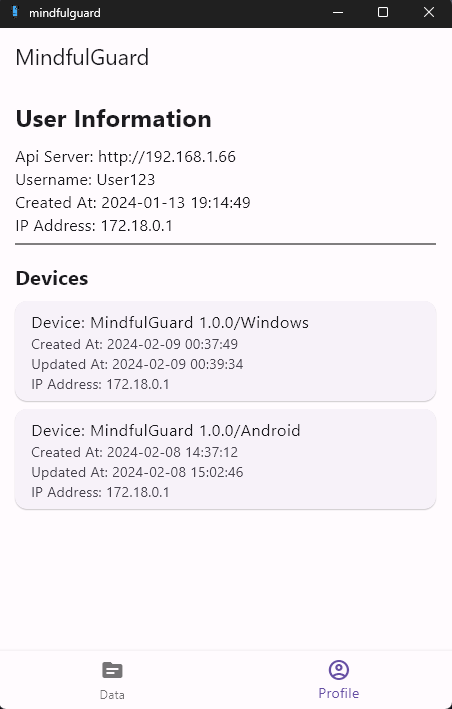 mindfulguard
MindfulGuard
User Information
Api Server: http://192.168.1.66
Username: User123
Created At: 2024-01-13 19:14:49
IP Address: 172.18.0.1
Devices
Device: MindfulGuard 1.0.0/Windows
Created At: 2024-02-09 00:37:49
Updated At: 2024-02-09 00:39:34
IP Address: 172.18.0.1
Device: MindfulGuard 1.0.0/Android
Created At: 2024-02-08 14:37:12
Updated At: 2024-02-08 15:02:46
IP Address: 172.18.0.1
Data
Profile